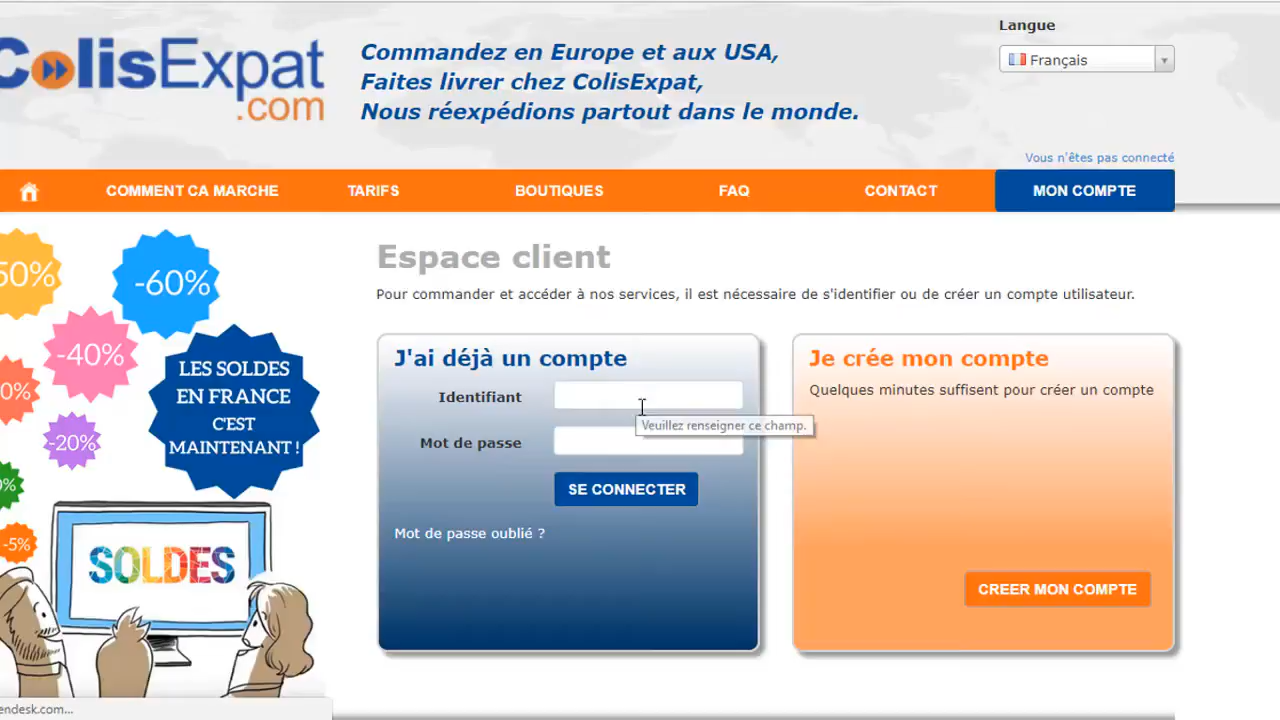 ColisExpat
.com
Commandez en Europe et aux USA,
Faites livrer chez ColisExpat,
Nous réexpédions partout dans le monde.
Langue
Français
Vous n'êtes pas connecté
COMMENT CA MARCHE
TARIFS
BOUTIQUES
FAQ
CONTACT
MON COMPTE
50%
-60%
-40%
0%
-20%
0%
-5%
LES SOLDES
EN FRANCE
C'EST
MAINTENANT !
SOLDES
Espace client
Pour commander et accéder à nos services, il est nécessaire de s'identifier ou de créer un compte utilisateur.
J'ai déjà un compte
Identifiant
Veuillez renseigner ce champ.
Mot de passe
SE CONNECTER
Mot de passe oublié ?
Je crée mon compte
Quelques minutes suffisent pour créer un compte
CREER MON COMPTE
endesk.com...